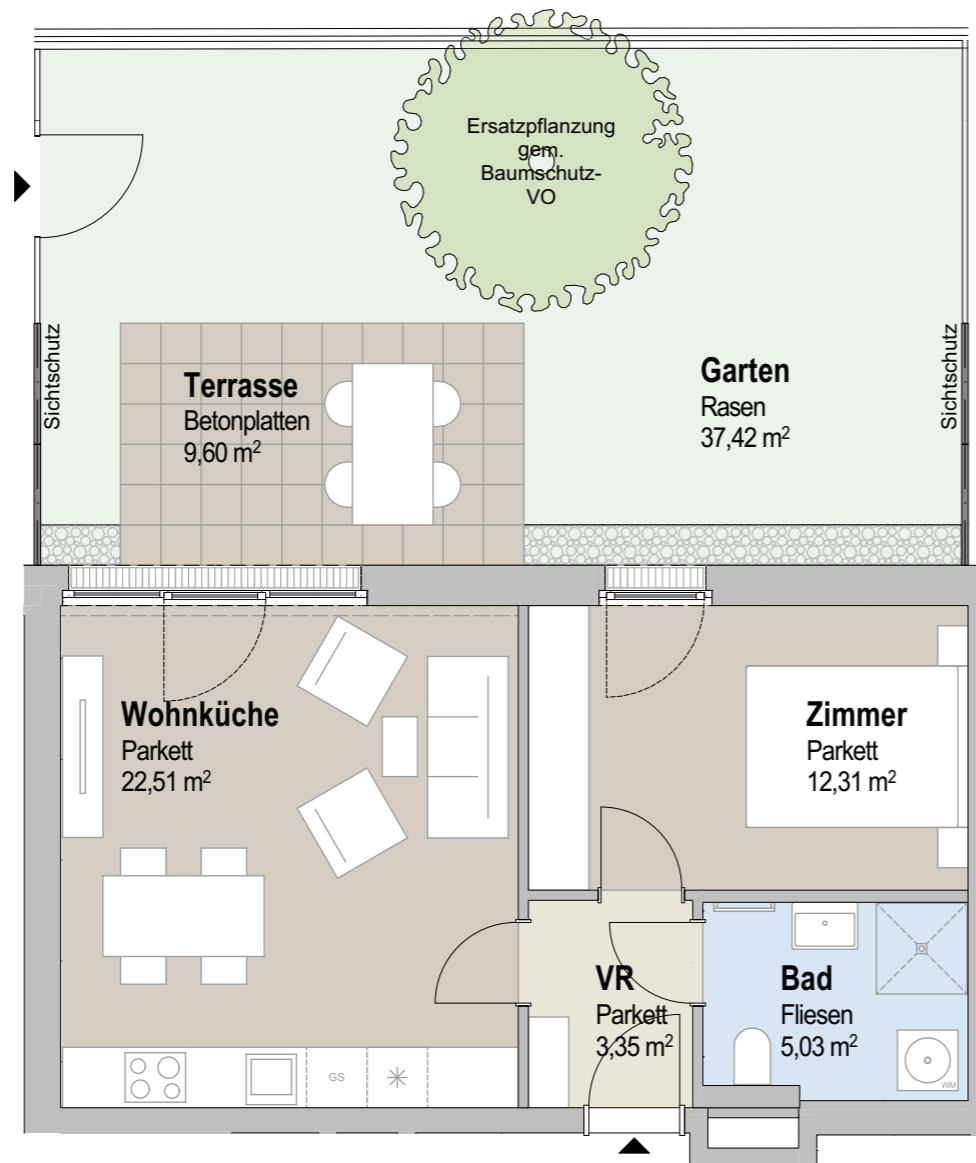 Ersatzpflanzung
gem.
Baumschutz-
VO
Sichtschutz
Sichtschutz
Terrasse
Betonplatten
9,60 m²
Garten
Rasen
37,42 m²
Wohnküche
Parkett
22,51 m²
Zimmer
Parkett
12,31 m²
VR
Parkett
3,35 m²
Bad
Fliesen
5,03 m²
GS
WM